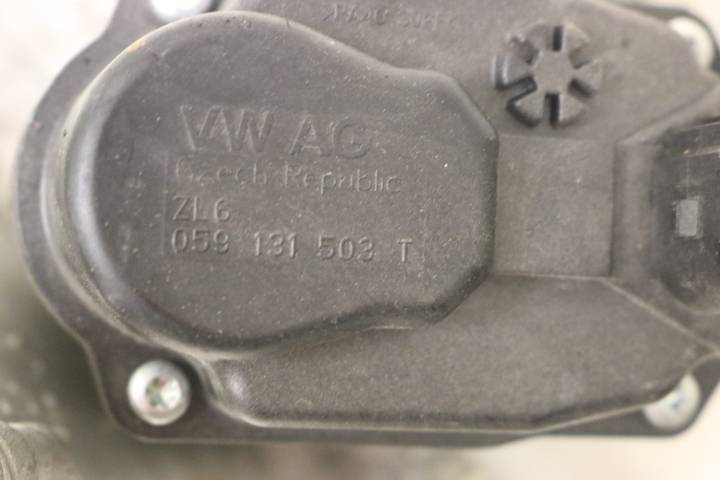 VW AG
Czech Republic
ZL6
059 131 503 T